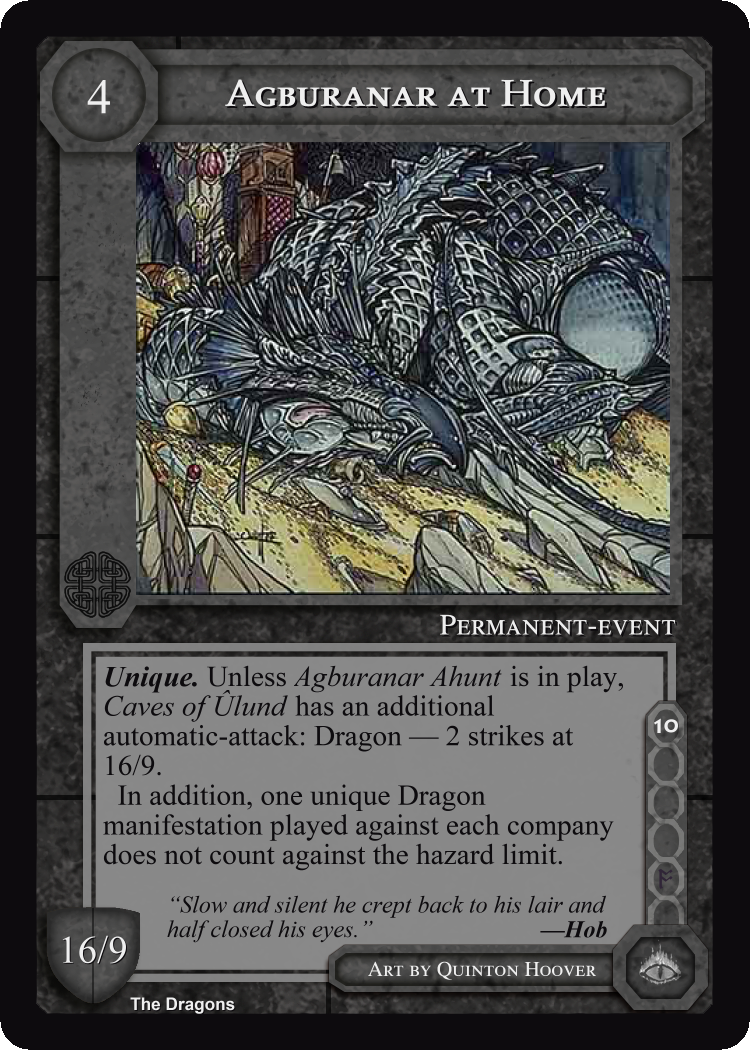 4
AGBURANAR AT HOME
PERMANENT-EVENT
Unique. Unless Agburanar Ahunt is in play,
Caves of Ûlund has an additional
automatic-attack: Dragon — 2 strikes at
16/9.
In addition, one unique Dragon
manifestation played against each company
does not count against the hazard limit.
10
“Slow and silent he crept back to his lair and
half closed his eyes.” —Hob
16/9
ART BY QUINTON HOOVER
The Dragons